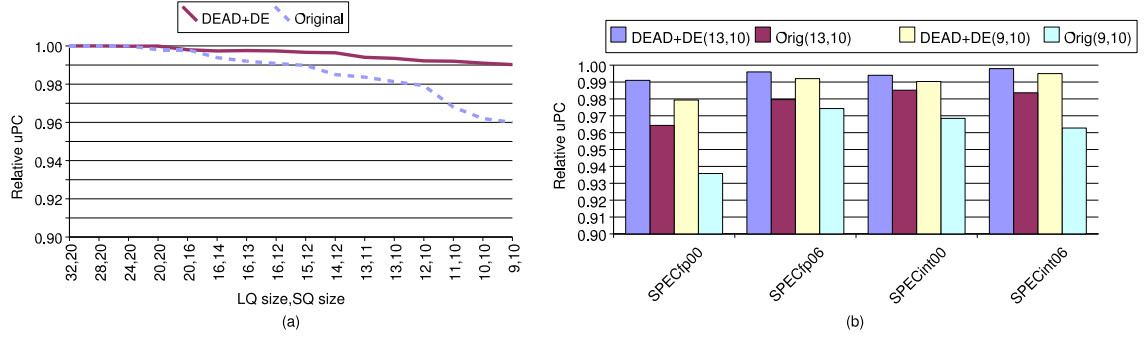 DEAD+DE Original
1.00
0.98
0.96
0.94
0.92
0.90
Relative uPC
32,20 28,20 24,20 20,20 20,16 16,14 16,13 16,12 15,12 14,12 13,11 13,10 12,10 11,10 10,10 9,10
LQ size,SQ size
(a)
DEAD+DE(13,10) Orig(13,10) DEAD+DE(9,10) Orig(9,10)
1.00
0.99
0.98
0.97
0.96
0.95
0.94
0.93
0.92
0.91
0.90
Relative uPC
SPECfp00 SPECfp06 SPECint00 SPECint06
(b)